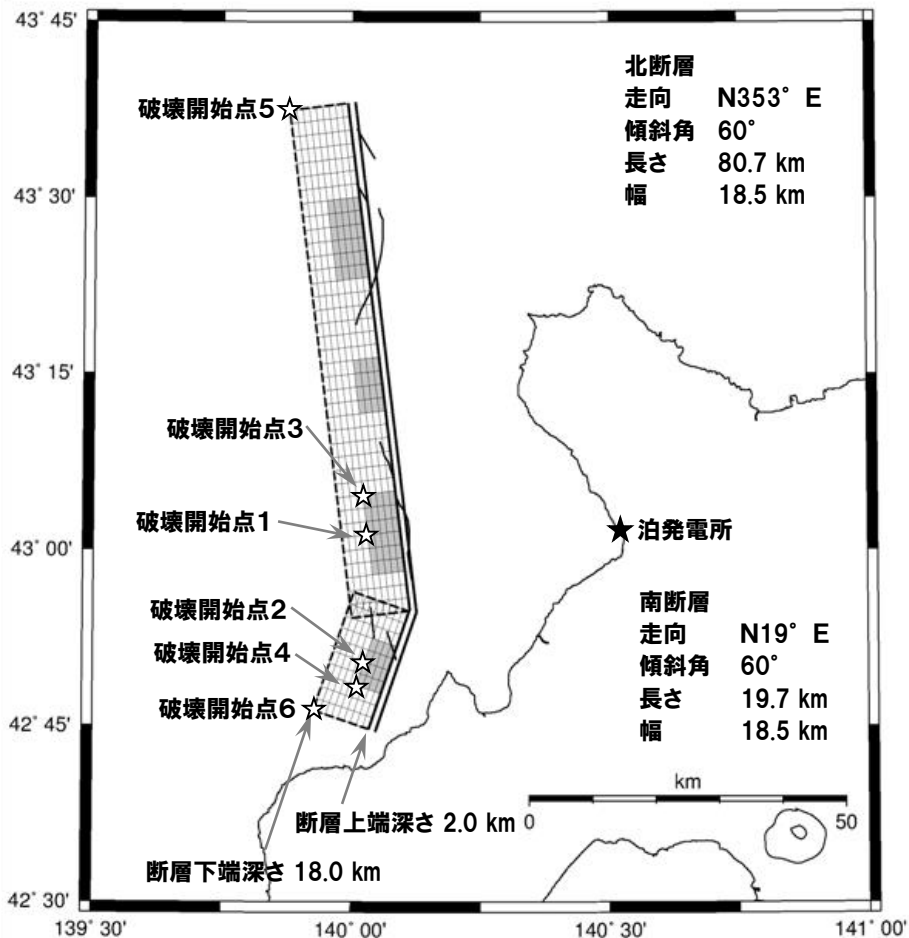 43° 45'
北断層
走向 N353° E
傾斜角 60°
長さ 80.7 km
幅 18.5 km
破壊開始点5
43° 30'
43° 15'
破壊開始点3
破壊開始点1
泊発電所
43° 00'
破壊開始点2
南断層
走向 N19° E
傾斜角 60°
長さ 19.7 km
幅 18.5 km
破壊開始点4
破壊開始点6
42° 45'
km
0 50
断層上端深さ 2.0 km
断層下端深さ 18.0 km
42° 30'
139° 30' 140° 00' 140° 30' 141° 00'